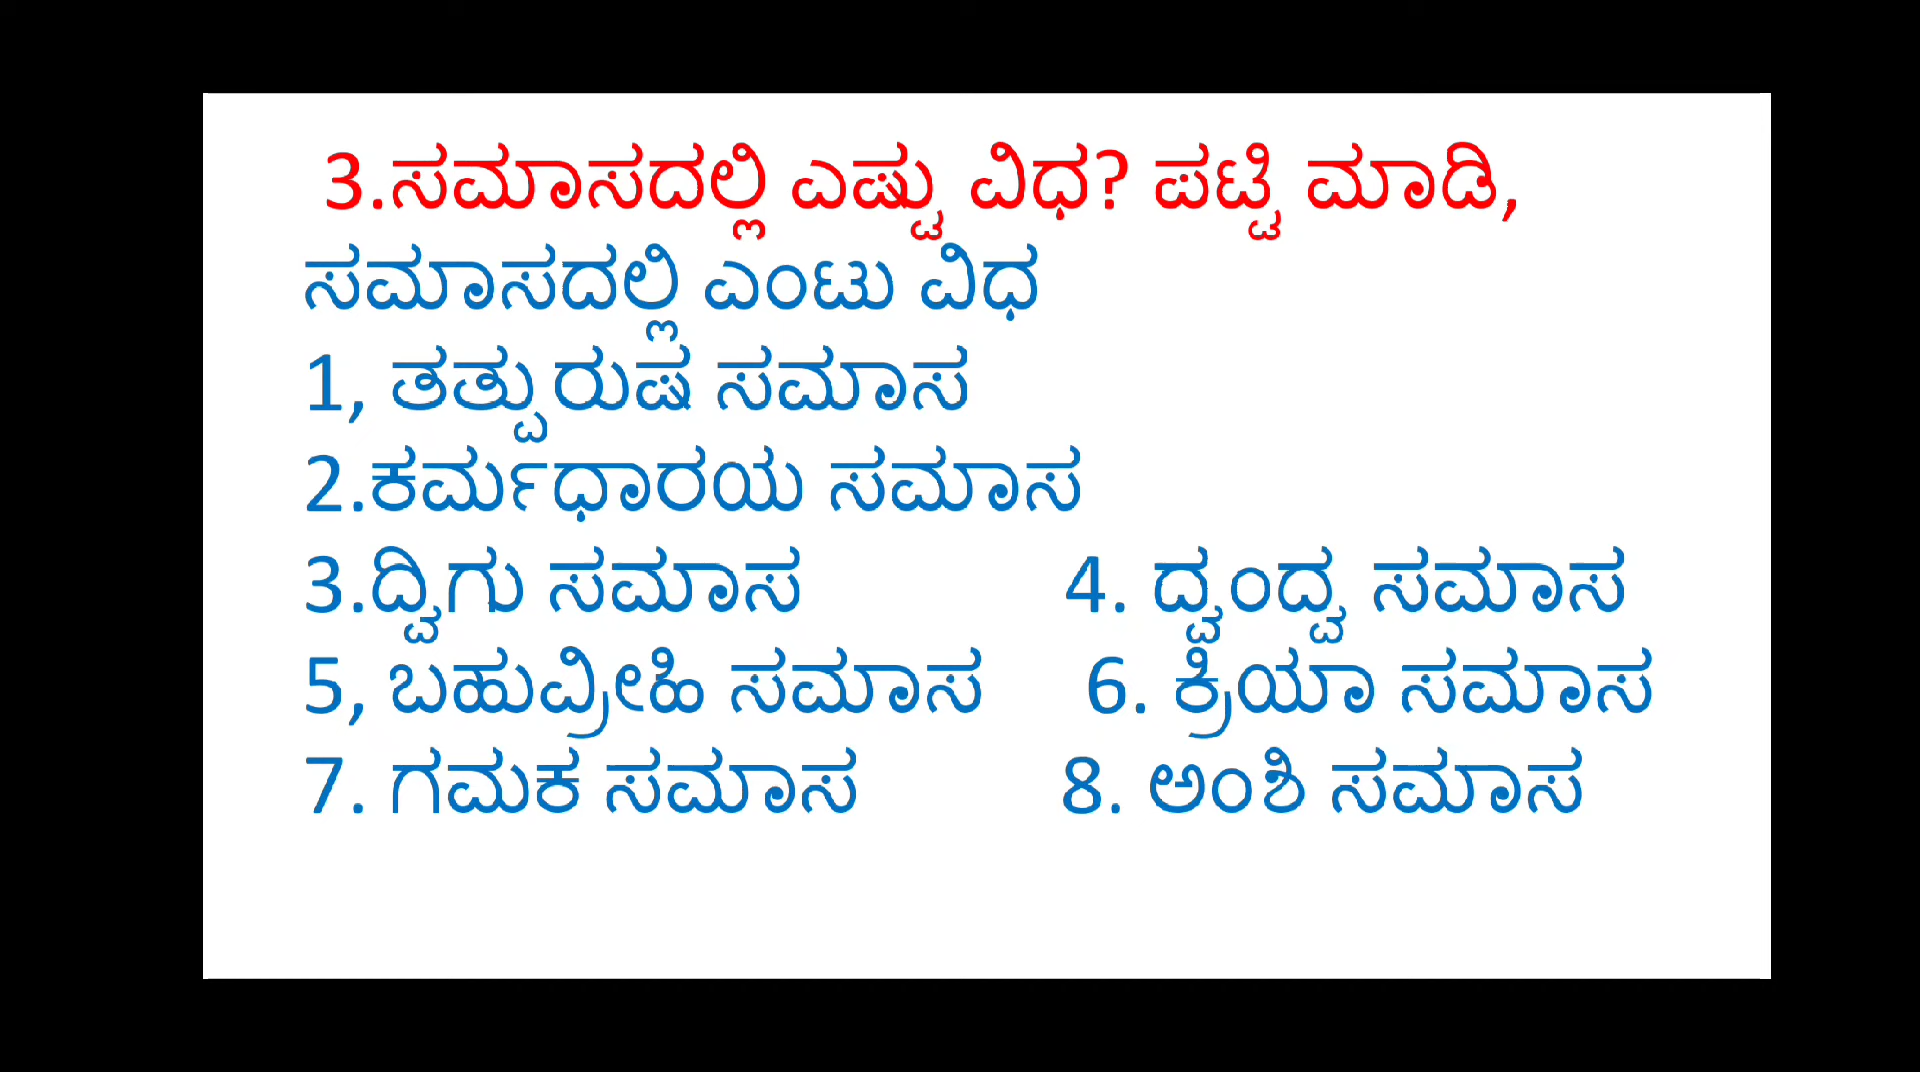 3.ಸಮಾಸದಲ್ಲಿ ಎಷ್ಟು ವಿಧ? ಪಟ್ಟಿ ಮಾಡಿ,
ಸಮಾಸದಲ್ಲಿ ಎಂಟು ವಿಧ
1, ತತ್ಪುರುಷ ಸಮಾಸ
2.ಕರ್ಮಧಾರಯ ಸಮಾಸ
3.ದ್ವಿಗು ಸಮಾಸ 4. ದ್ವಂದ್ವ ಸಮಾಸ
5, ಬಹುವ್ರೀಹಿ ಸಮಾಸ 6. ಕ್ರಿಯಾ ಸಮಾಸ
7. ಗಮಕ ಸಮಾಸ 8. ಅಂಶಿ ಸಮಾಸ